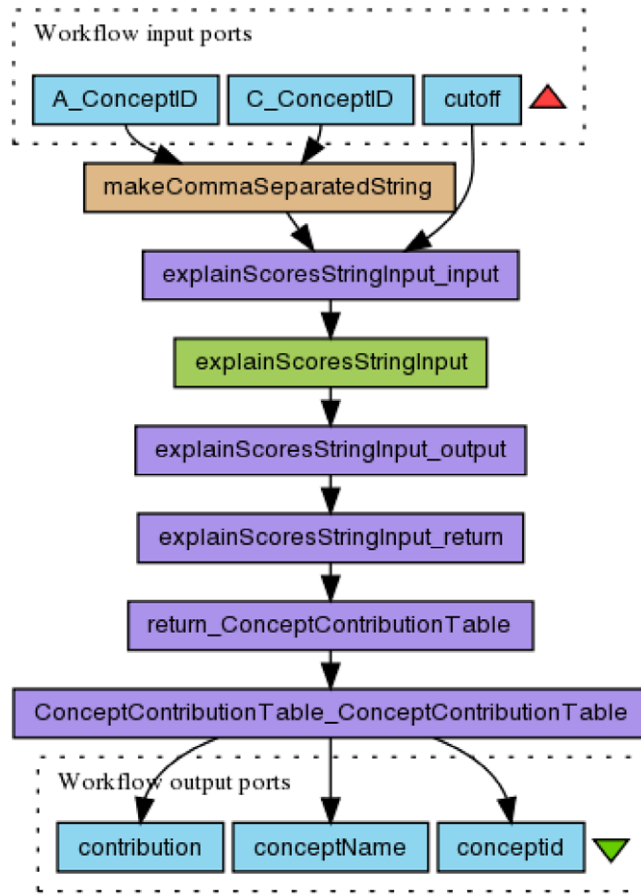 Workflow input ports
A_ConceptID C_ConceptID cutoff
makeCommaSeparatedString
explainScoresStringInput_input
explainScoresStringInput
explainScoresStringInput_output
explainScoresStringInput_return
return_ConceptContributionTable
ConceptContributionTable_ConceptContributionTable
Workflow output ports
contribution conceptName conceptid